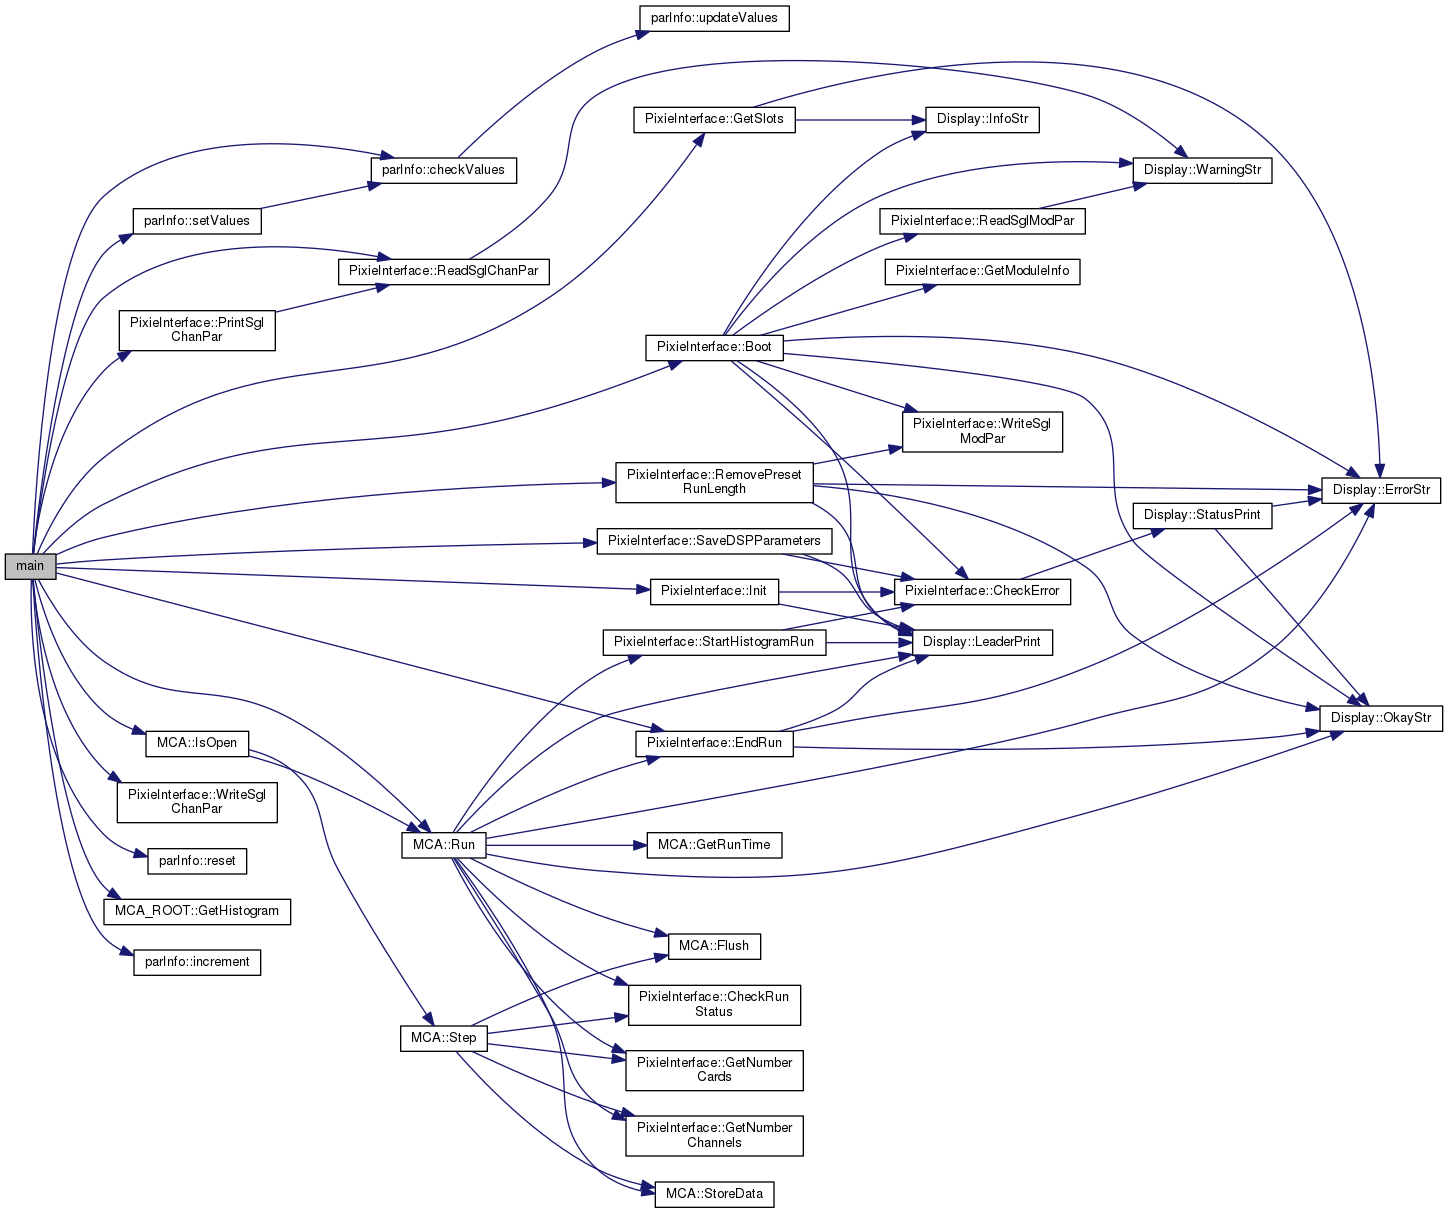 parInfo::updateValues
PixieInterface::GetSlots
Display::InfoStr
parInfo::checkValues
Display::WarningStr
parInfo::setValues
PixieInterface::ReadSglModPar
PixieInterface::ReadSglChanPar
PixieInterface::GetModuleInfo
PixieInterface::PrintSgl
ChanPar
PixieInterface::Boot
PixieInterface::WriteSgl
ModPar
PixieInterface::RemovePreset
RunLength
Display::ErrorStr
Display::StatusPrint
PixieInterface::SaveDSPParameters
main
PixieInterface::Init
PixieInterface::CheckError
PixieInterface::StartHistogramRun
Display::LeaderPrint
Display::OkayStr
MCA::IsOpen
PixieInterface::EndRun
PixieInterface::WriteSgl
ChanPar
MCA::Run
MCA::GetRunTime
parInfo::reset
MCA_ROOT::GetHistogram
MCA::Flush
parInfo::increment
PixieInterface::CheckRun
Status
MCA::Step
PixieInterface::GetNumber
Cards
PixieInterface::GetNumber
Channels
MCA::StoreData